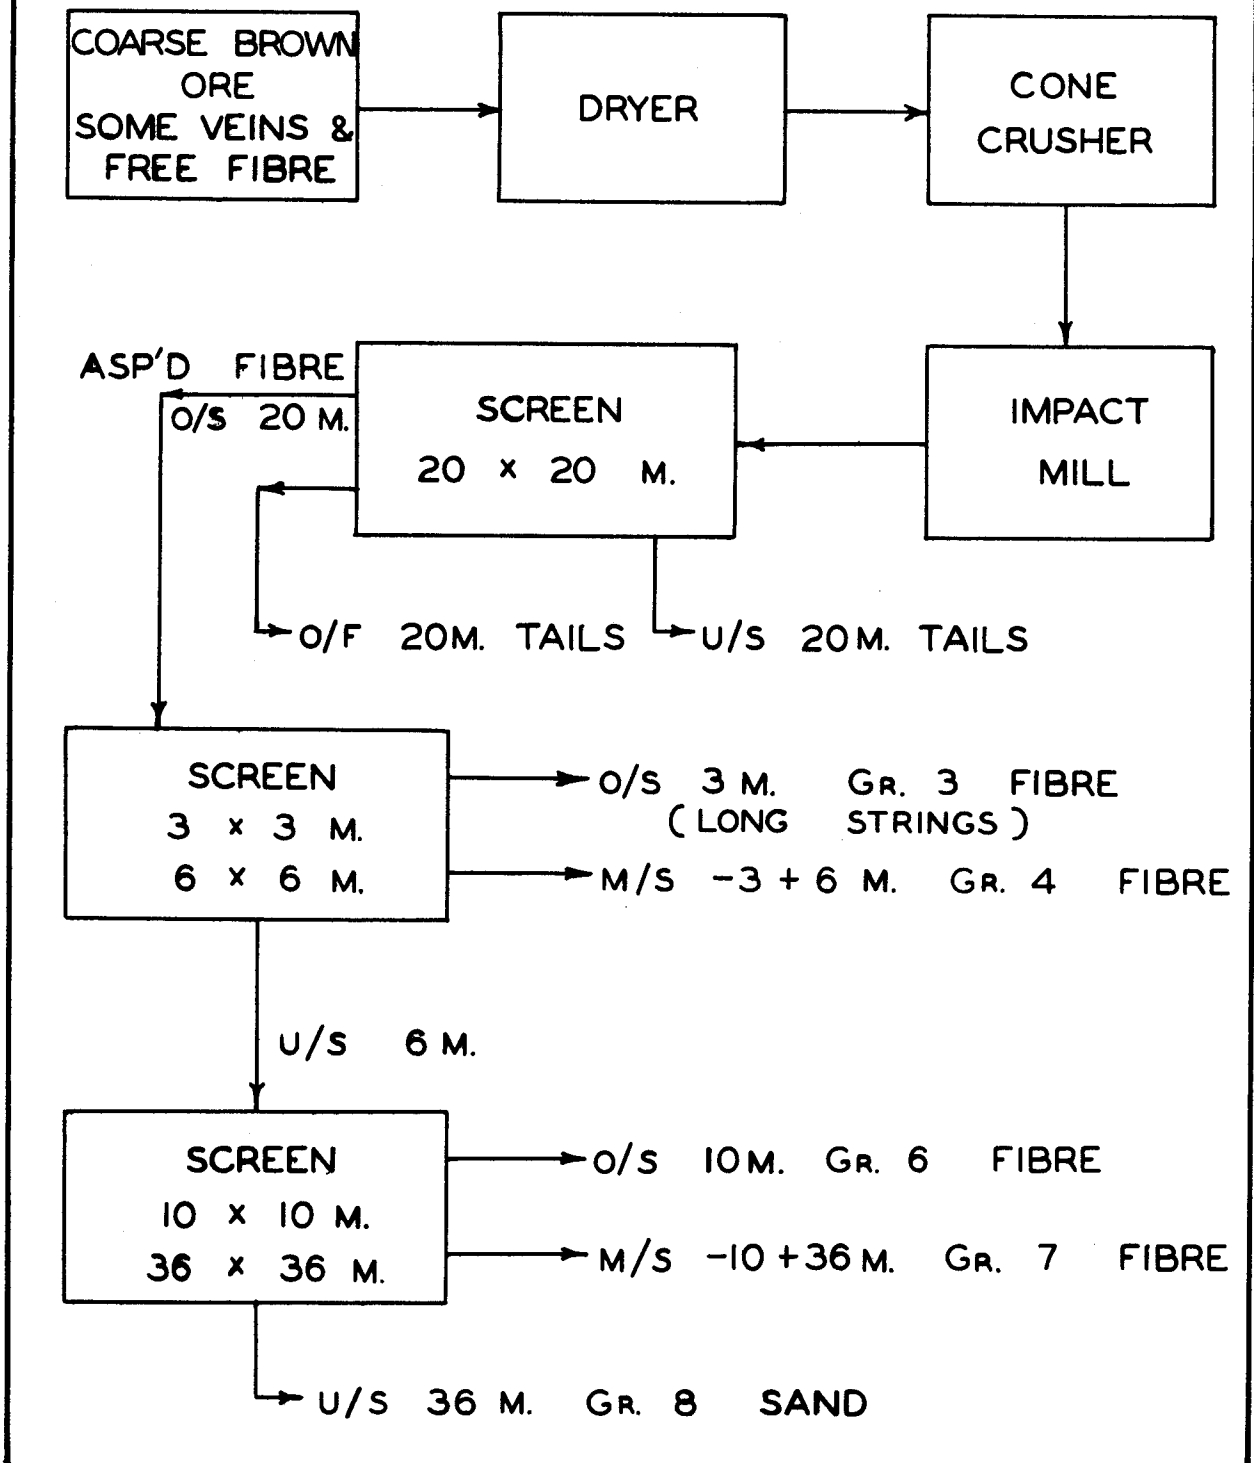 COARSE BROWN
ORE
SOME VEINS &
FREE FIBRE
DRYER
CONE
CRUSHER
IMPACT
MILL
SCREEN
20 x 20 M.
ASP'D FIBRE
O/S 20 M.
O/F 20M. TAILS
U/S 20M. TAILS
SCREEN
3 x 3 M.
6 x 6 M.
O/S 3 M. GR. 3 FIBRE
(LONG STRINGS)
M/S -3 + 6 M. GR. 4 FIBRE
U/S 6 M.
SCREEN
10 x 10 M.
36 x 36 M.
O/S 10M. GR. 6 FIBRE
M/S -10 +36 M. GR. 7 FIBRE
U/S 36 M. GR. 8 SAND